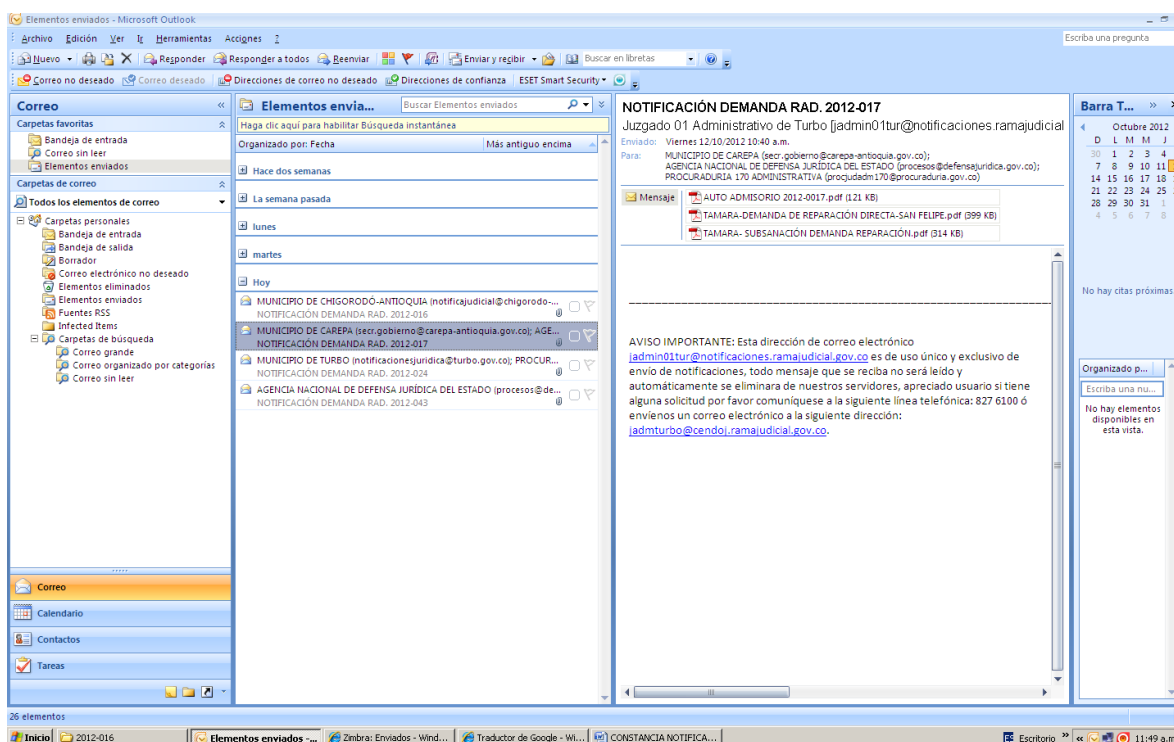 Elementos enviados - Microsoft Outlook
Archivo Edición Ver Ir Herramientas Acciones ?
Escriba una pregunta
Nuevo Responder Responder a todos Reenviar Enviar y recibir Buscar en libretas
Correo no deseado Correo deseado Direcciones de correo no deseado Direcciones de confianza ESET Smart Security
Correo
Carpetas favoritas
Bandeja de entrada
Correo sin leer
Elementos enviados
Carpetas de correo
Todos los elementos de correo
Carpetas personales
Bandeja de entrada
Bandeja de salida
Borrador
Correo electrónico no deseado
Elementos eliminados
Elementos enviados
Fuentes RSS
Infected Items
Carpetas de búsqueda
Correo grande
Correo organizado por categorías
Correo sin leer
Correo
Calendario
Contactos
Tareas
Elementos envia...
Buscar Elementos enviados
Haga clic aquí para habilitar Búsqueda instantánea
Organizado por: Fecha Más antiguo encima
Hace dos semanas
La semana pasada
lunes
martes
Hoy
MUNICIPIO DE CHIGORODÓ-ANTIOQUIA (notificajudicial@chigorodo-...
NOTIFICACIÓN DEMANDA RAD. 2012-016
MUNICIPIO DE CAREPA (secr.gobierno@carepa-antioquia.gov.co); AGE...
NOTIFICACIÓN DEMANDA RAD. 2012-017
MUNICIPIO DE TURBO (notificacionesjuridica@turbo.gov.co); PROCUR...
NOTIFICACIÓN DEMANDA RAD. 2012-024
AGENCIA NACIONAL DE DEFENSA JURÍDICA DEL ESTADO (procesos@de...
NOTIFICACIÓN DEMANDA RAD. 2012-043
NOTIFICACIÓN DEMANDA RAD. 2012-017
Juzgado 01 Administrativo de Turbo [jadmin01tur@notificaciones.ramajudicial
Enviado: Viernes 12/10/2012 10:40 a.m.
Para: MUNICIPIO DE CAREPA (secr.gobierno@carepa-antioquia.gov.co);
AGENCIA NACIONAL DE DEFENSA JURÍDICA DEL ESTADO (procesos@defensajuridica.gov.co);
PROCURADURIA 170 ADMINISTRATIVA (procjudadm170@procuraduria.gov.co)
Mensaje AUTO ADMISORIO 2012-0017.pdf (121 KB)
TAMARA-DEMANDA DE REPARACIÓN DIRECTA-SAN FELIPE.pdf (399 KB)
TAMARA- SUBSANACIÓN DEMANDA REPARACIÓN.pdf (314 KB)
AVISO IMPORTANTE: Esta dirección de correo electrónico
jadmin01tur@notificaciones.ramajudicial.gov.co es de uso único y exclusivo de
envío de notificaciones, todo mensaje que se reciba no será leído y
automáticamente se eliminara de nuestros servidores, apreciado usuario si tiene
alguna solicitud por favor comuníquese a la siguiente línea telefónica: 827 6100 ó
envíenos un correo electrónico a la siguiente dirección:
jadmturbo@cendoj.ramajudicial.gov.co.
Barra T...
Octubre 2012
D L M M J
30 1 2 3 4
7 8 9 10 11
14 15 16 17 18
21 22 23 24 25
28 29 30 31 1
4 5 6 7 8
No hay citas próximas
Organizado p...
Escriba una nu...
No hay elementos
disponibles en
esta vista.
26 elementos
Inicio 2012-016 Elementos enviados -... Zimbra: Enviados - Wind... Traductor de Google - Wi... CONSTANCIA NOTIFICA... Escritorio 11:49 a.m